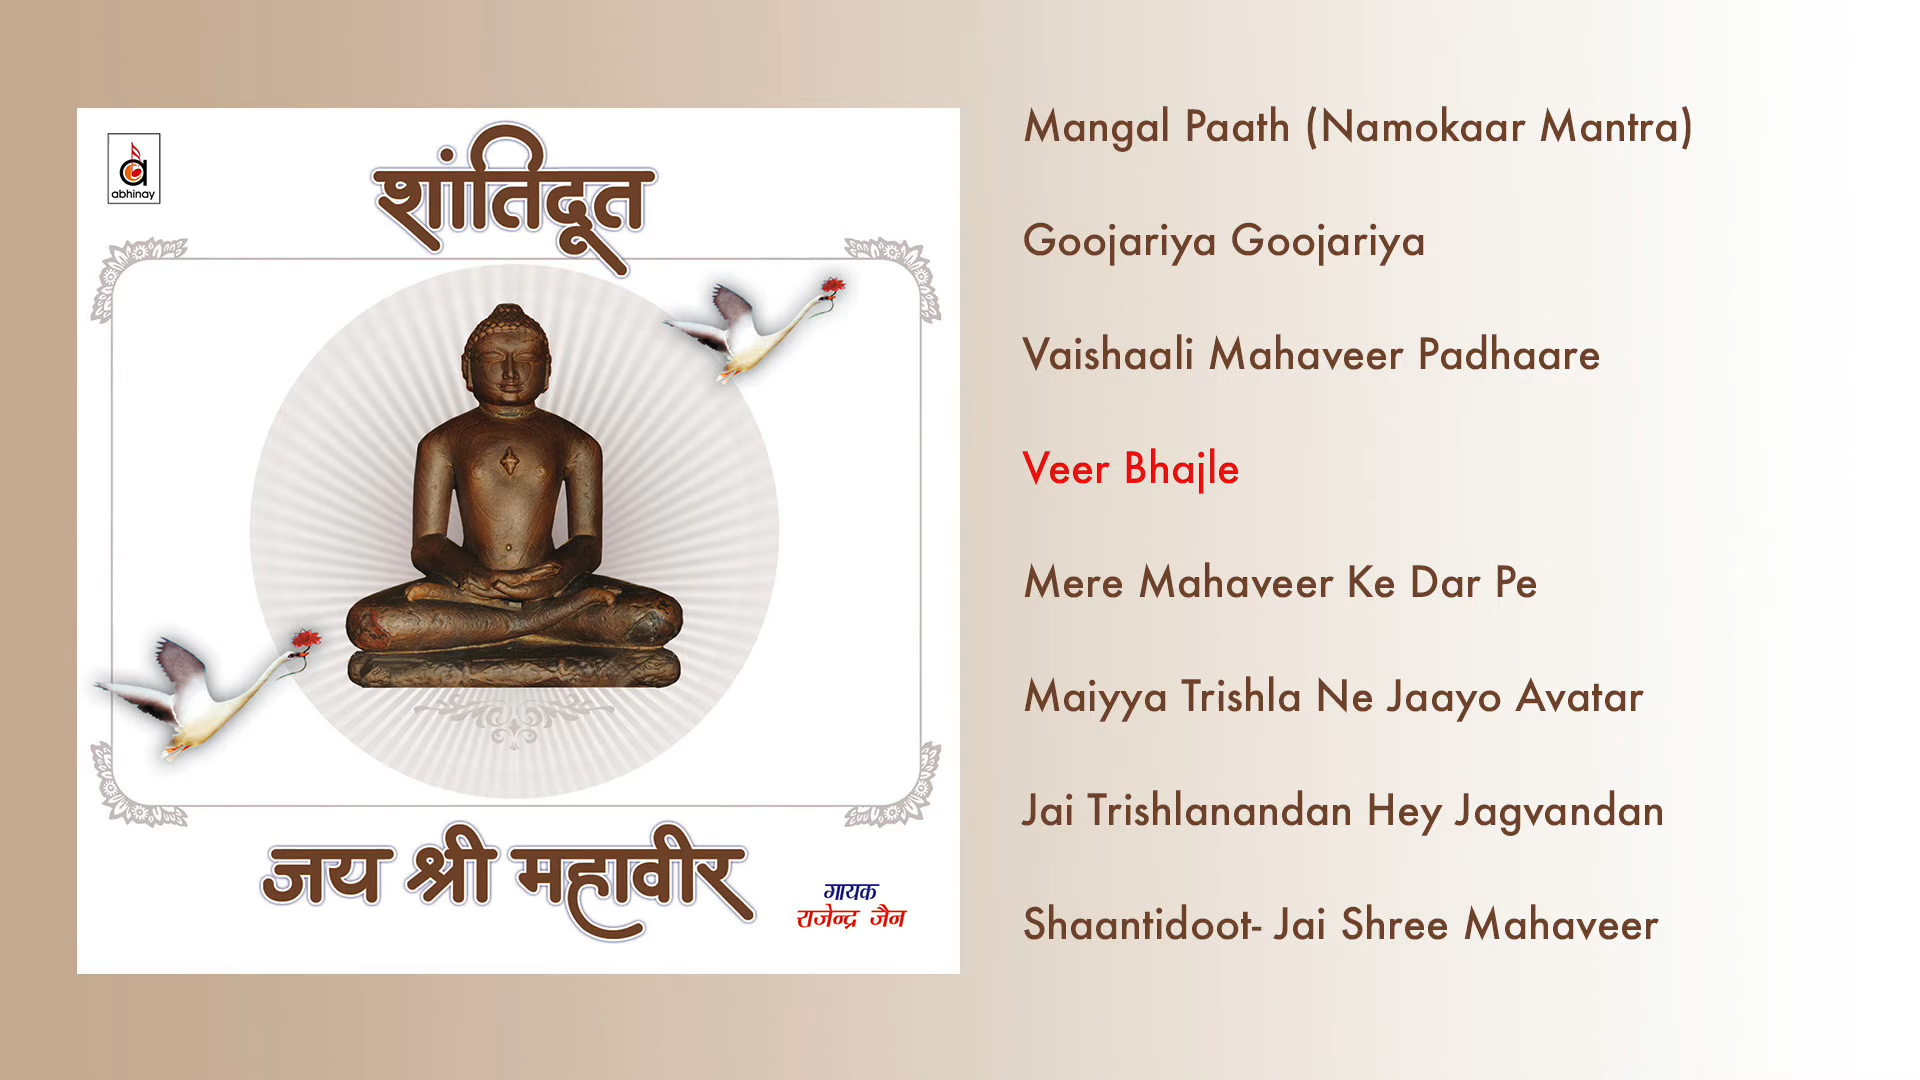 abhinay
शांतिदूत
जय श्री महावीर
गायक
राजेन्द्र जैन
Mangal Paath (Namokaar Mantra)
Goojariya Goojariya
Vaishaali Mahaveer Padhaare
Veer Bhajle
Mere Mahaveer Ke Dar Pe
Maiyya Trishla Ne Jaayo Avatar
Jai Trishlanandan Hey Jagvandan
Shaantidoot- Jai Shree Mahaveer